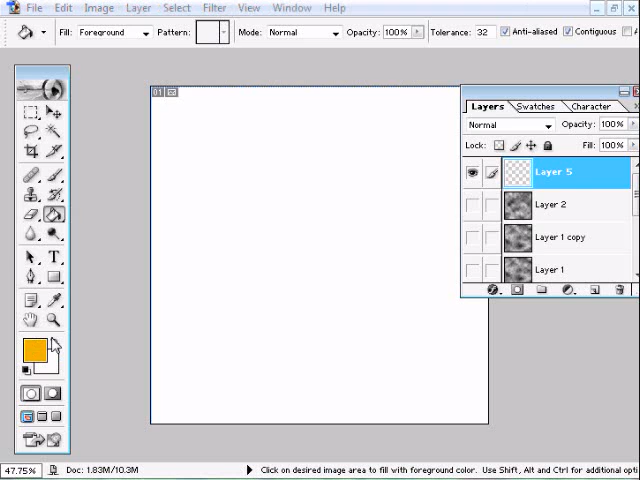 File Edit Image Layer Select Filter View Window Help
Fill: Foreground Pattern: Mode: Normal Opacity: 100% Tolerance: 32 Anti-aliased Contiguous A
01
Layers Swatches Character
Normal Opacity: 100%
Lock: Fill: 100%
Layer 5
Layer 2
Layer 1 copy
Layer 1
T
47.75% Doc: 1.83M/10.3M Click on desired image area to fill with foreground color. Use Shift, Alt and Ctrl for additional opti